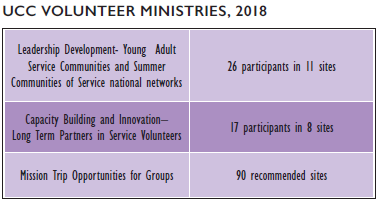 UCC VOLUNTEER MINISTRIES, 2018
Leadership Development- Young Adult
Service Communities and Summer
Communities of Service national networks
26 participants in 11 sites
Capacity Building and Innovation—
Long Term Partners in Service Volunteers
17 participants in 8 sites
Mission Trip Opportunities for Groups
90 recommended sites